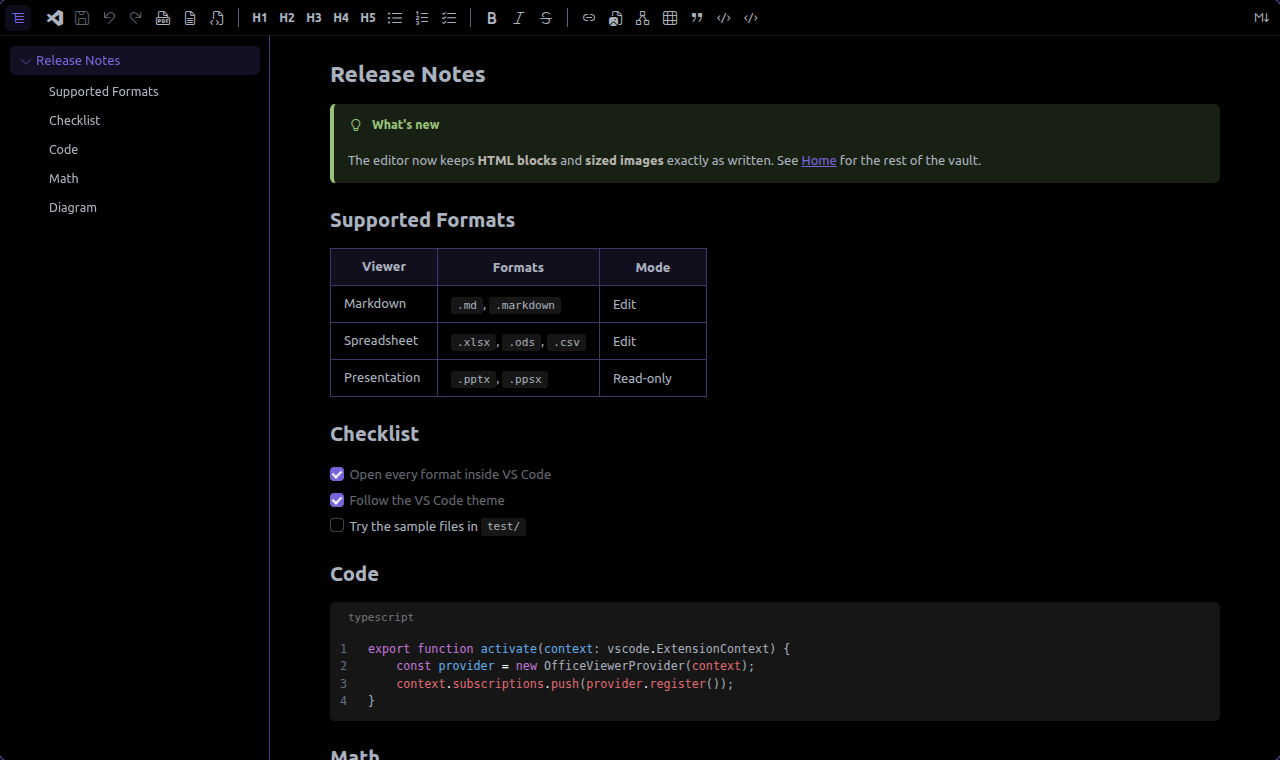 H1 H2 H3 H4 H5 B I S M↓
Release Notes
Supported Formats
Checklist
Code
Math
Diagram
Release Notes
What's new
The editor now keeps HTML blocks and sized images exactly as written. See Home for the rest of the vault.
Supported Formats
Viewer Formats Mode
Markdown .md, .markdown Edit
Spreadsheet .xlsx, .ods, .csv Edit
Presentation .pptx, .ppsx Read-only
Checklist
Open every format inside VS Code
Follow the VS Code theme
Try the sample files in test/
Code
typescript
1 export function activate(context: vscode.ExtensionContext) {
2 const provider = new OfficeViewerProvider(context);
3 context.subscriptions.push(provider.register());
4 }
Math